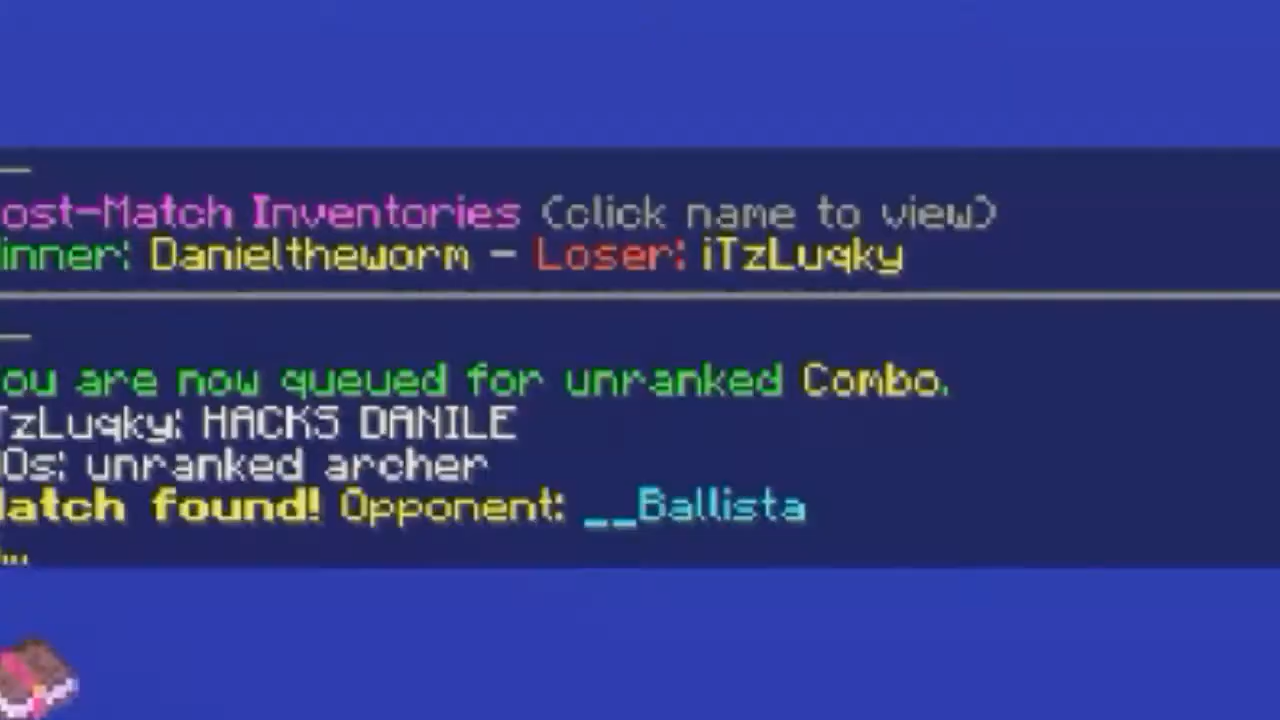 ost-Match Inventories (click name to view)
inner: Danieltheworm - Loser: iTzLuqky
ou are now queued for unranked Combo.
TzLuqky: HACKS DANILE
0s: unranked archer
atch found! Opponent: __Ballista
…